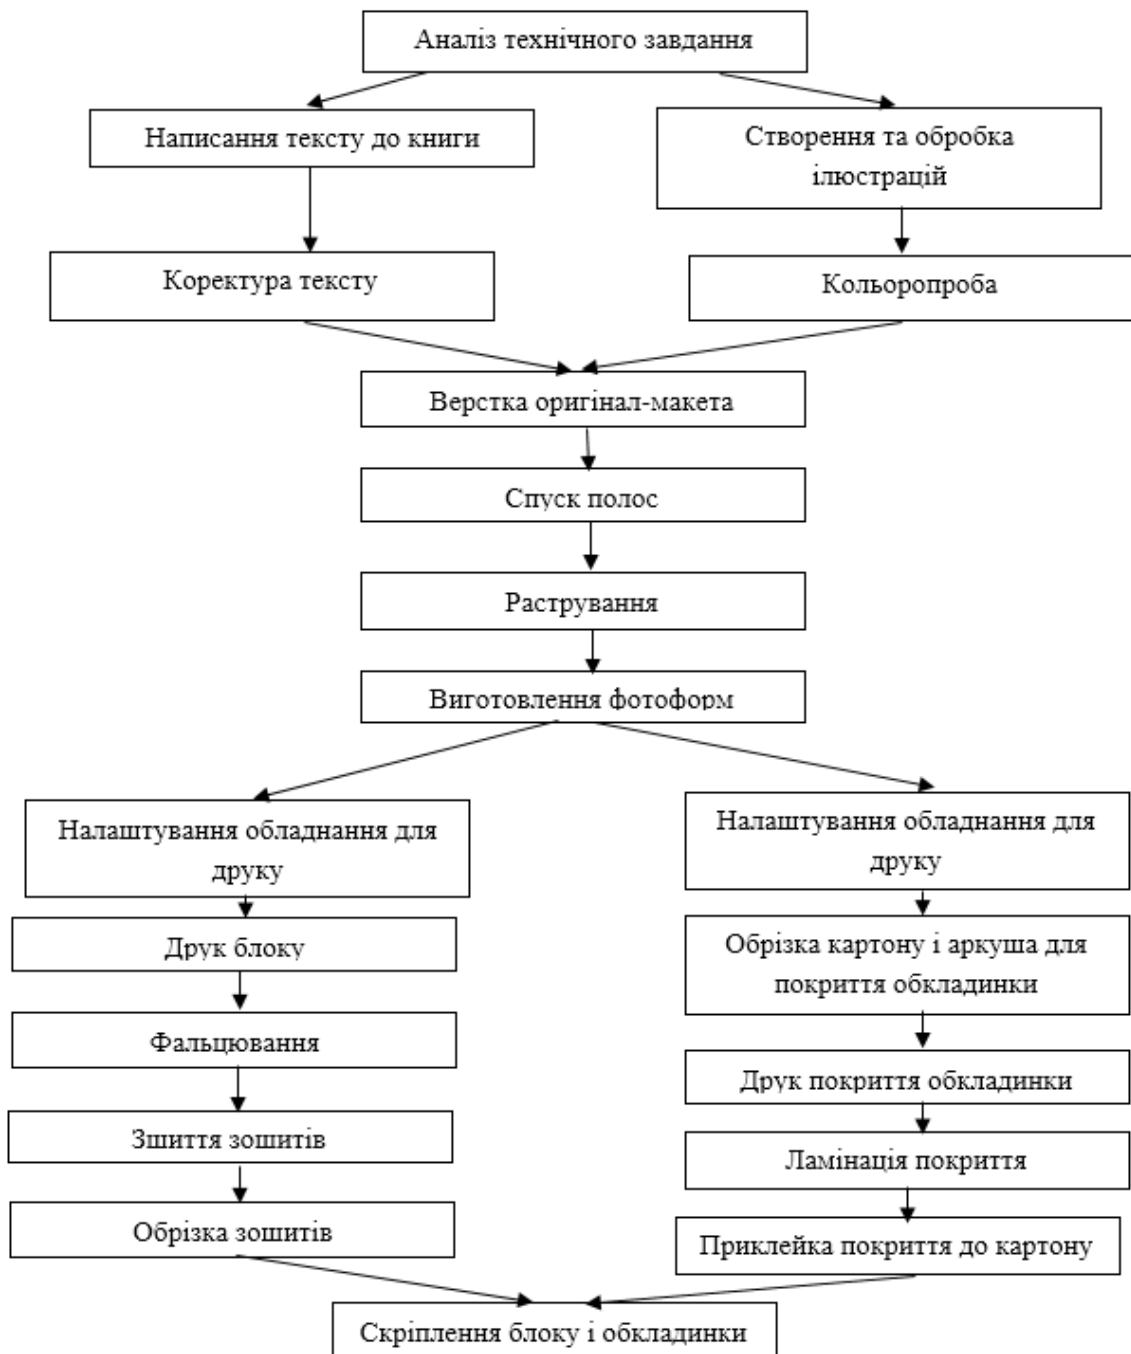 Аналіз технічного завдання
Написання тексту до книги
Створення та обробка
ілюстрацій
Коректура тексту
Кольоропроба
Верстка оригінал-макета
Спуск полос
Растрування
Виготовлення фотоформ
Налаштування обладнання для
друку
Налаштування обладнання для
друку
Друк блоку
Обрізка картону і аркуша для
покриття обкладинки
Фальцювання
Друк покриття обкладинки
Зшиття зошитів
Ламінація покриття
Обрізка зошитів
Приклейка покриття до картону
Скріплення блоку і обкладинки